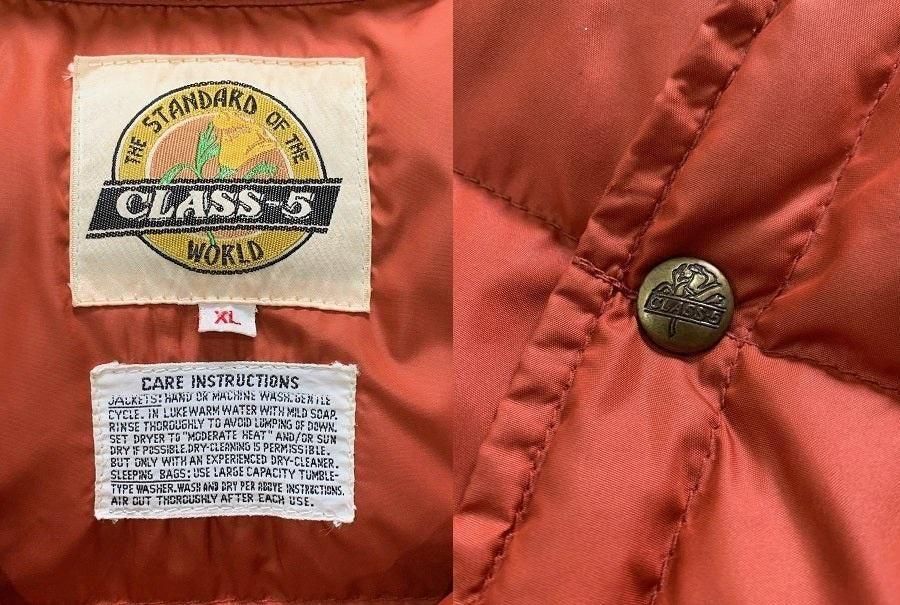 THE STANDARD OF THE
CLASS-5
WORLD
XL
CARE INSTRUCTIONS
JACKETS: HAND OR MACHINE WASH. GENTLE
CYCLE. IN LUKEWARM WATER WITH MILD SOAP.
RINSE THOROUGHLY TO AVOID LUMPING OF DOWN.
SET DRYER TO "MODERATE HEAT" AND/OR SUN
DRY IF POSSIBLE.DRY-CLEANING IS PERMISSIBLE.
BUT ONLY WITH AN EXPERIENCED DRY-CLEANER.
SLEEPING BAGS: USE LARGE CAPACITY TUMBLE-
TYPE WASHER.WASH AND DRY PER ABOVE INSTRUCTIONS.
AIR OUT THOROUGHLY AFTER EACH USE.
CLASS-5